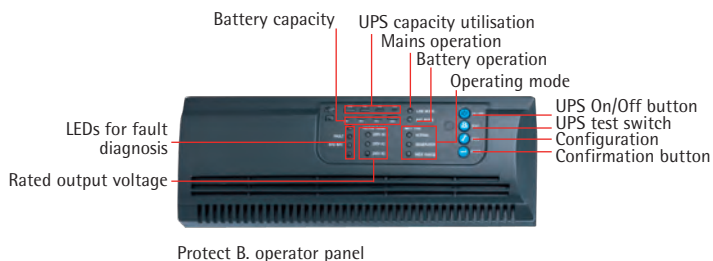 Battery capacity
UPS capacity utilisation
Mains operation
Battery operation
Operating mode
UPS On/Off button
UPS test switch
Configuration
Confirmation button
LEDs for fault
diagnosis
Rated output voltage
Protect B. operator panel